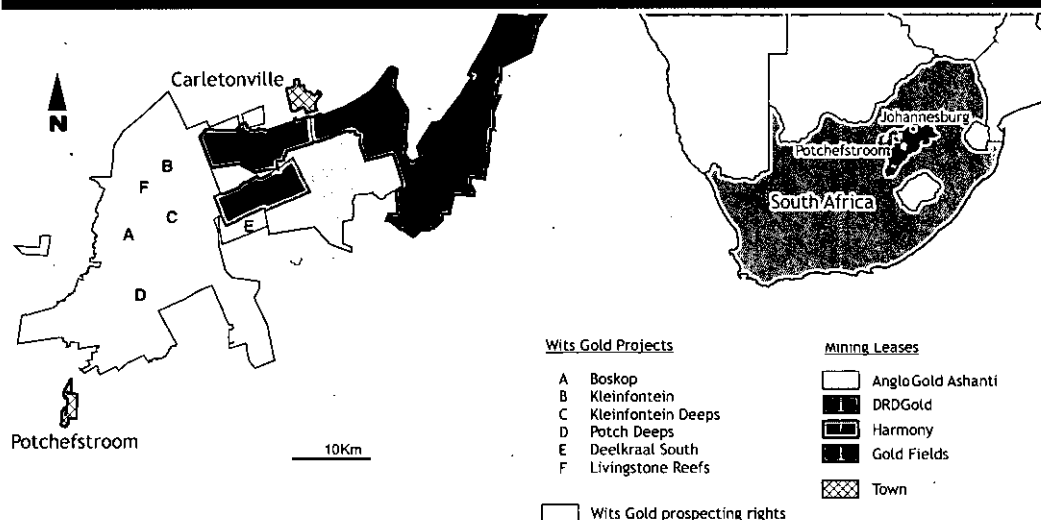 Carletonville
N
B
F
C
A
E
D
Potchefstroom
10Km
Johannesburg
Potchefstroom
South Africa
Wits Gold Projects
A Boskop
B Kleinfontein
C Kleinfontein Deeps
D Potch Deeps
E Deelkraal South
F Livingstone Reefs
Wits Gold prospecting rights
Mining Leases
AngloGold Ashanti
DRDGold
Harmony
Gold Fields
Town